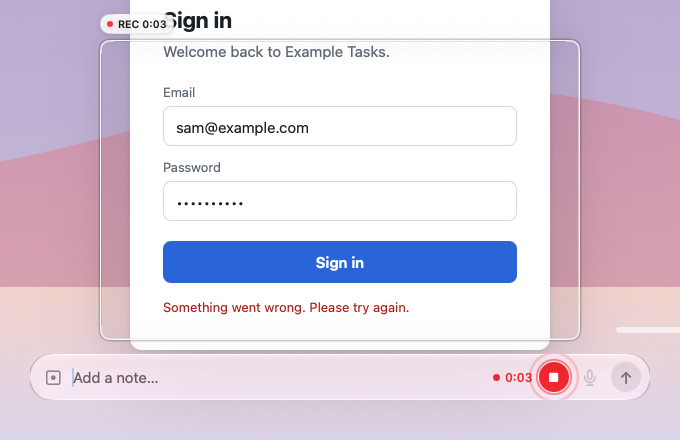 REC 0:03
Sign in
Welcome back to Example Tasks.
Email
sam@example.com
Password
••••••••••
Sign in
Something went wrong. Please try again.
Add a note...
0:03